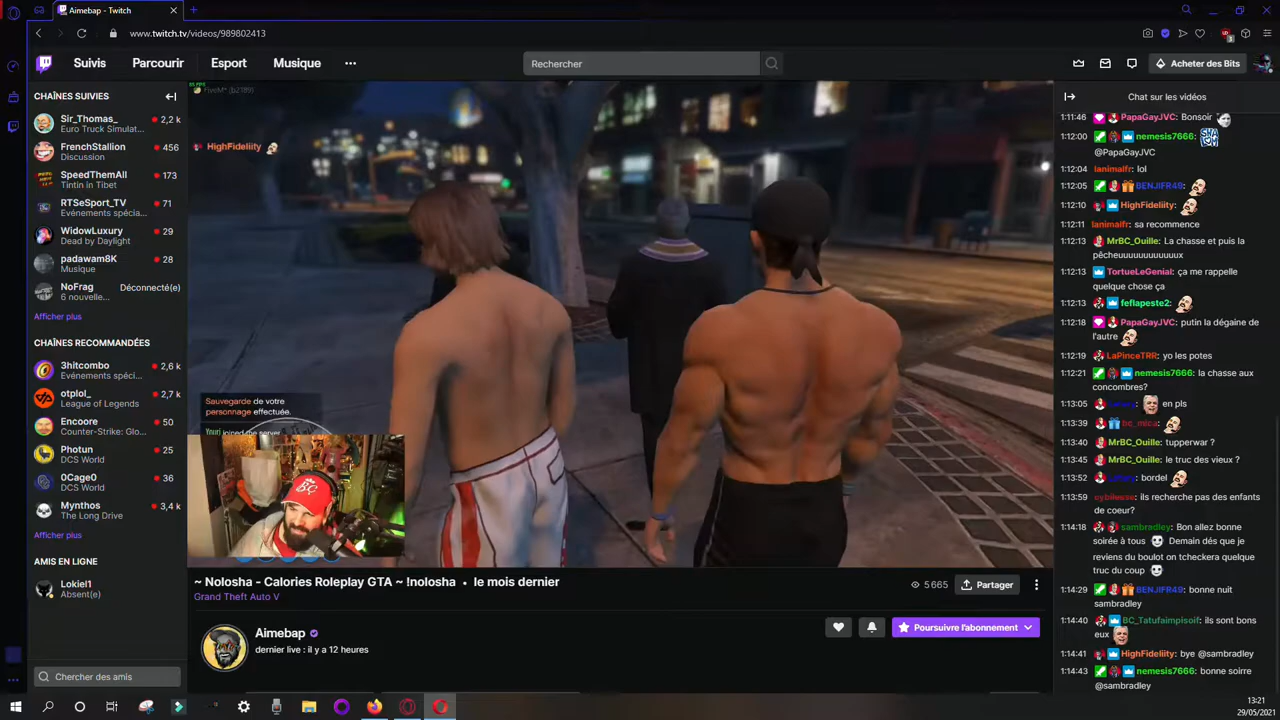 Aimebap - Twitch
www.twitch.tv/videos/989802413
Suivis
Parcourir
Esport
Musique
Rechercher
Acheter des Bits
CHAÎNES SUIVIES
Sir_Thomas_
2,2 k
Euro Truck Simulat...
FrenchStallion
456
Discussion
SpeedThemAll
173
Tintin in Tibet
RTSeSport_TV
71
Evénements spécia...
WidowLuxury
29
Dead by Daylight
padawam8K
28
Musique
NoFrag
Déconnecté(e)
6 nouvelle...
Afficher plus
CHAÎNES RECOMMANDÉES
3hitcombo
2,6 k
Evénements spéci...
otplol_
2,7 k
League of Legends
Encoore
50
Counter-Strike: Glo...
Photun
25
DCS World
0Cage0
36
DCS World
Mynthos
3,4 k
The Long Drive
Afficher plus
AMIS EN LIGNE
Lokiel1
Absent(e)
Chercher des amis
HighFideliity
Sauvegarde de votre
personnage effectuée.
joined the server
BC
~ Nolosha - Calories Roleplay GTA ~ !nolosha • le mois dernier
Grand Theft Auto V
5 665
Partager
Aimebap
dernier live : il y a 12 heures
Poursuivre l'abonnement
Chat sur les vidéos
1:11:46 PapaGayJVC: Bonsoir
1:12:00 nemesis7666:
@PapaGayJVC
1:12:04 lanimalfr: lol
1:12:05 BENJIFR49:
1:12:10 HighFideliity:
1:12:11 lanimalfr: sa recommence
1:12:13 MrBC_Ouille: La chasse et puis la
pêcheuuuuuuuuuuux
1:12:13 TortueLeGenial: ça me rappelle
quelque chose ça
1:12:13 feflapeste2:
1:12:18 PapaGayJVC: putin la dégaine de
l'autre
1:12:19 LaPinceTRR: yo les potes
1:12:21 nemesis7666: la chasse aux
concombres?
1:13:05 en pls
1:13:39 bc_mica:
1:13:40 MrBC_Ouille: tupperwar ?
1:13:45 MrBC_Ouille: le truc des vieux ?
1:13:52 bordel
1:13:59 ils recherche pas des enfants
de coeur?
1:14:18 sambradley: Bon allez bonne
soirée à tous Demain dés que je
reviens du boulot on tcheckera quelque
truc du coup
1:14:29 BENJIFR49: bonne nuit
sambradley
1:14:40 BC_Tatufaimpisoif: ils sont bons
eux
1:14:41 HighFideliity: bye @sambradley
1:14:43 nemesis7666: bonne soirre
@sambradley
13:21
29/05/2021